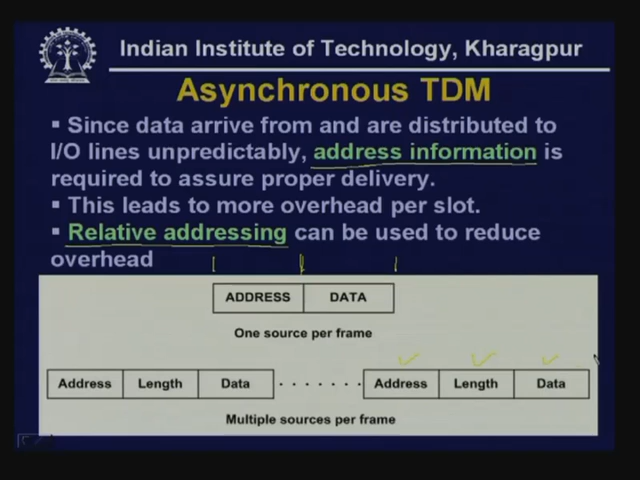 Indian Institute of Technology, Kharagpur
Asynchronous TDM
▪ Since data arrive from and are distributed to
I/O lines unpredictably, address information is
required to assure proper delivery.
▪ This leads to more overhead per slot.
▪ Relative addressing can be used to reduce
overhead
ADDRESS DATA
One source per frame
Address Length Data . . . . . . . Address Length Data
Multiple sources per frame